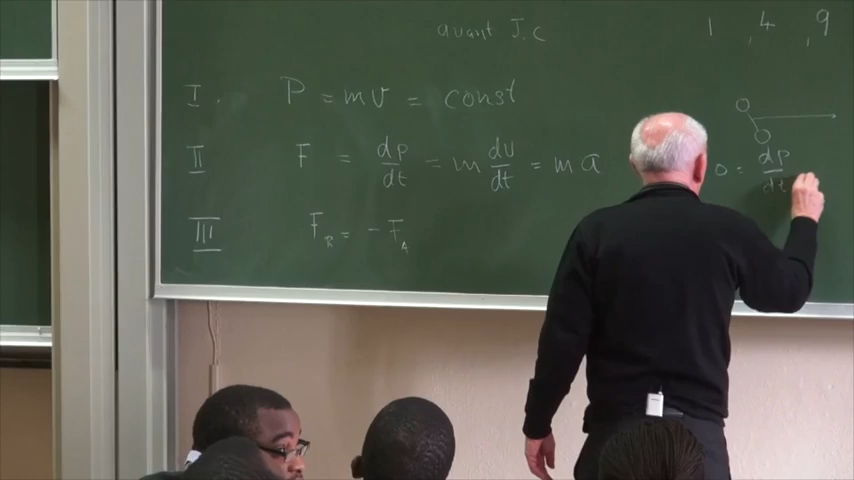 avant J.C
1, 4, 9
I. P = mv = const
II F = dp/dt = m dv/dt = ma
0 = dp/dt
III F_R = -F_A